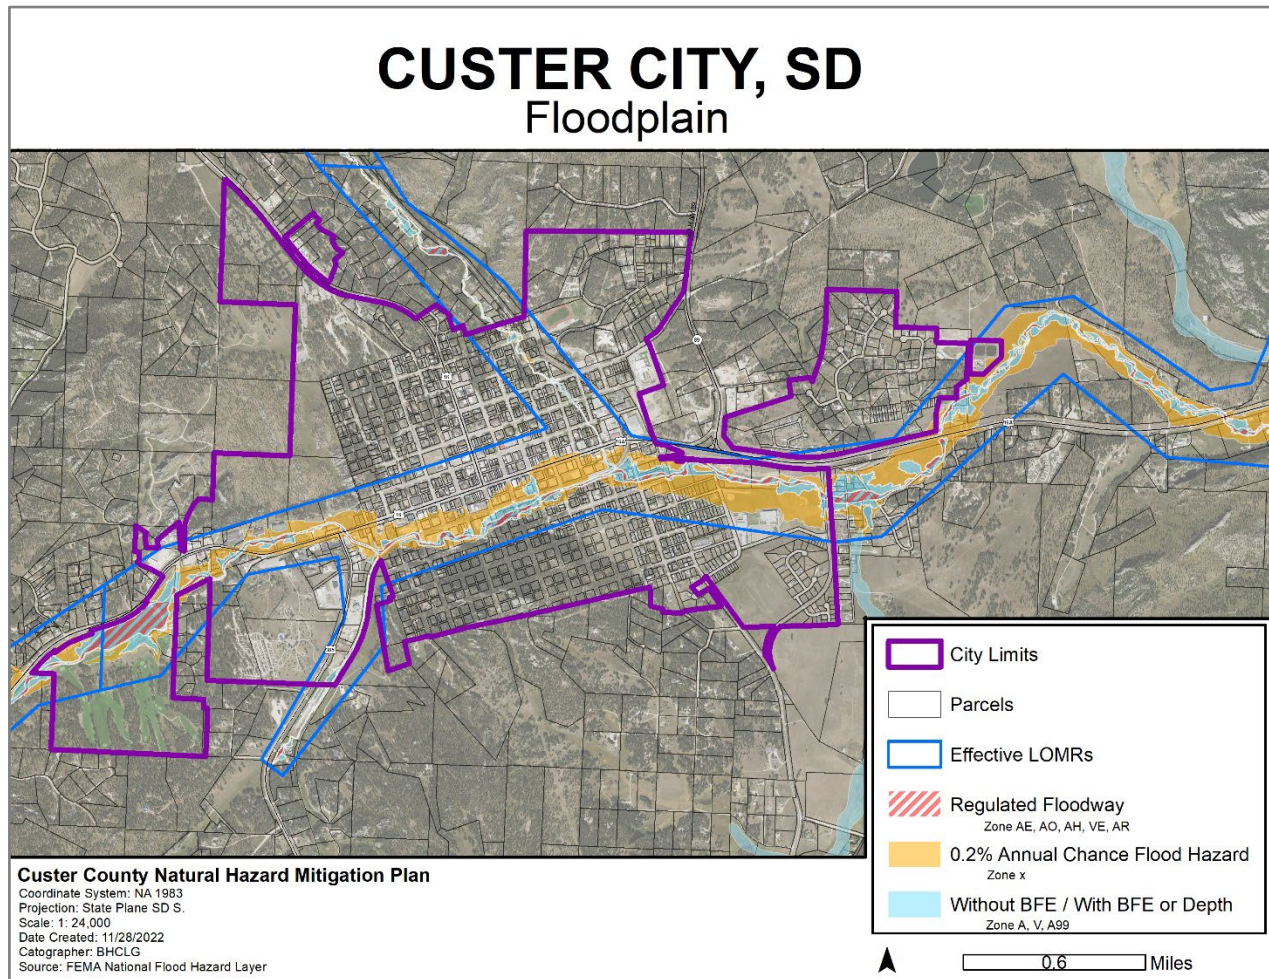 CUSTER CITY, SD
Floodplain
City Limits
Parcels
Effective LOMRs
Regulated Floodway
Zone AE, AO, AH, VE, AR
0.2% Annual Chance Flood Hazard
Zone x
Without BFE / With BFE or Depth
Zone A, V, A99
0.6 Miles
Custer County Natural Hazard Mitigation Plan
Coordinate System: NA 1983
Projection: State Plane SD S.
Scale: 1: 24,000
Date Created: 11/28/2022
Catographer: BHCLG
Source: FEMA National Flood Hazard Layer